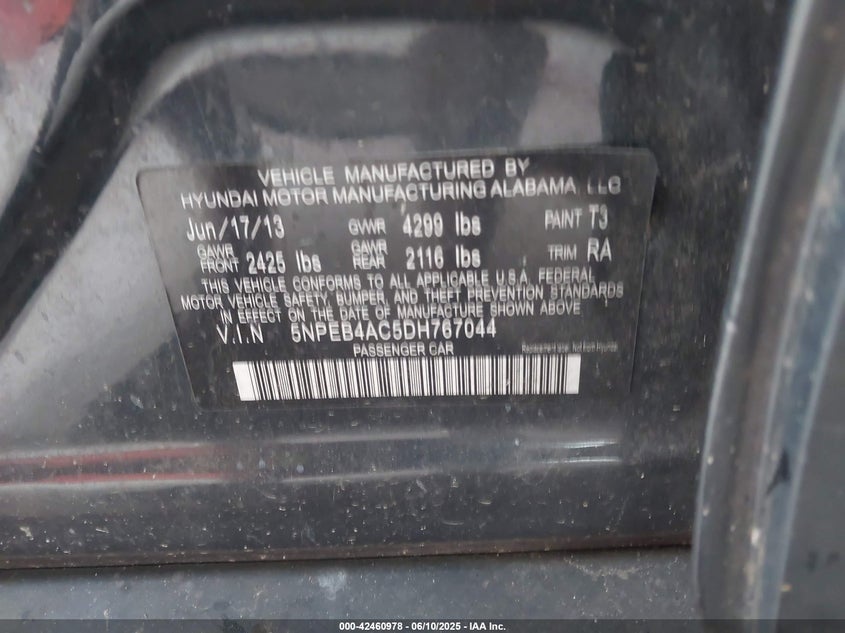 VEHICLE MANUFACTURED BY
HYUNDAI MOTOR MANUFACTURING ALABAMA, LLC
Jun/17/13 GVWR 4299 lbs PAINT T3
GAWR FRONT 2425 lbs GAWR REAR 2116 lbs TRIM RA
THIS VEHICLE CONFORMS TO ALL APPLICABLE U.S.A. FEDERAL
MOTOR VEHICLE SAFETY, BUMPER, AND THEFT PREVENTION STANDARDS
IN EFFECT ON THE DATE OF MANUFACTURE SHOWN ABOVE
V.I.N 5NPEB4AC5DH767044
PASSENGER CAR
000-42460978 - 06/10/2025 - IAA Inc.